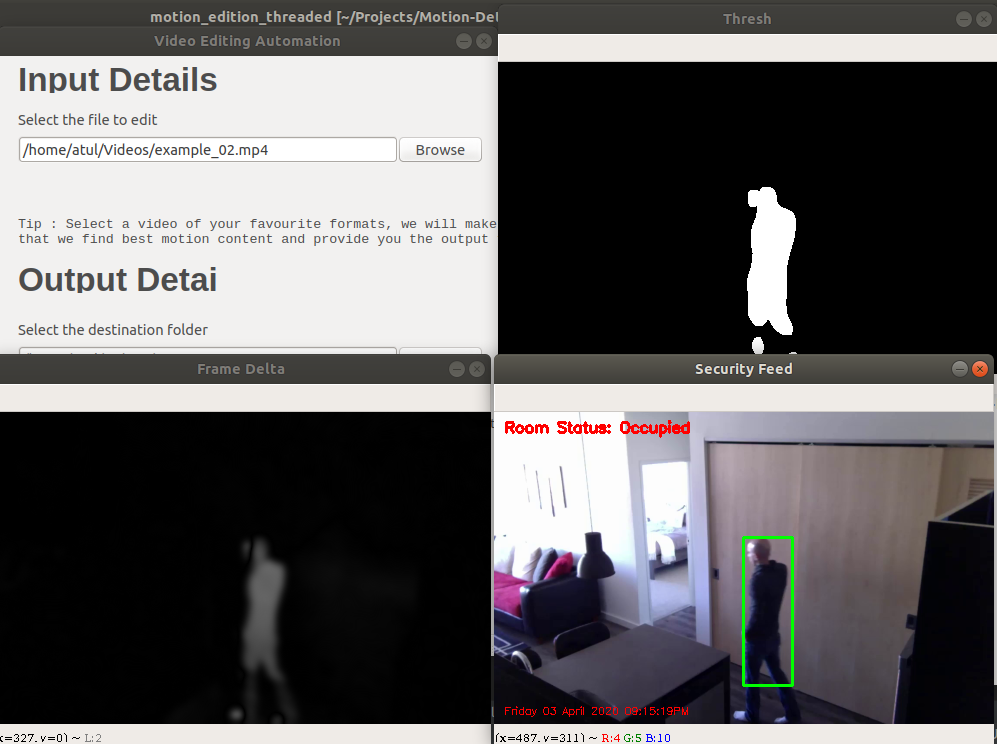 motion_edition_threaded [~/Projects/Motion-De
Video Editing Automation
Thresh
Input Details
Select the file to edit
/home/atul/Videos/example_02.mp4
Browse
Tip : Select a video of your favourite formats, we will make
that we find best motion content and provide you the output
Output Detai
Select the destination folder
Frame Delta
Security Feed
Room Status: Occupied
Friday 03 April 2020 09:15:19PM
(x=327, y=0) ~ L:2
(x=487, y=311) ~ R:4 G:5 B:10